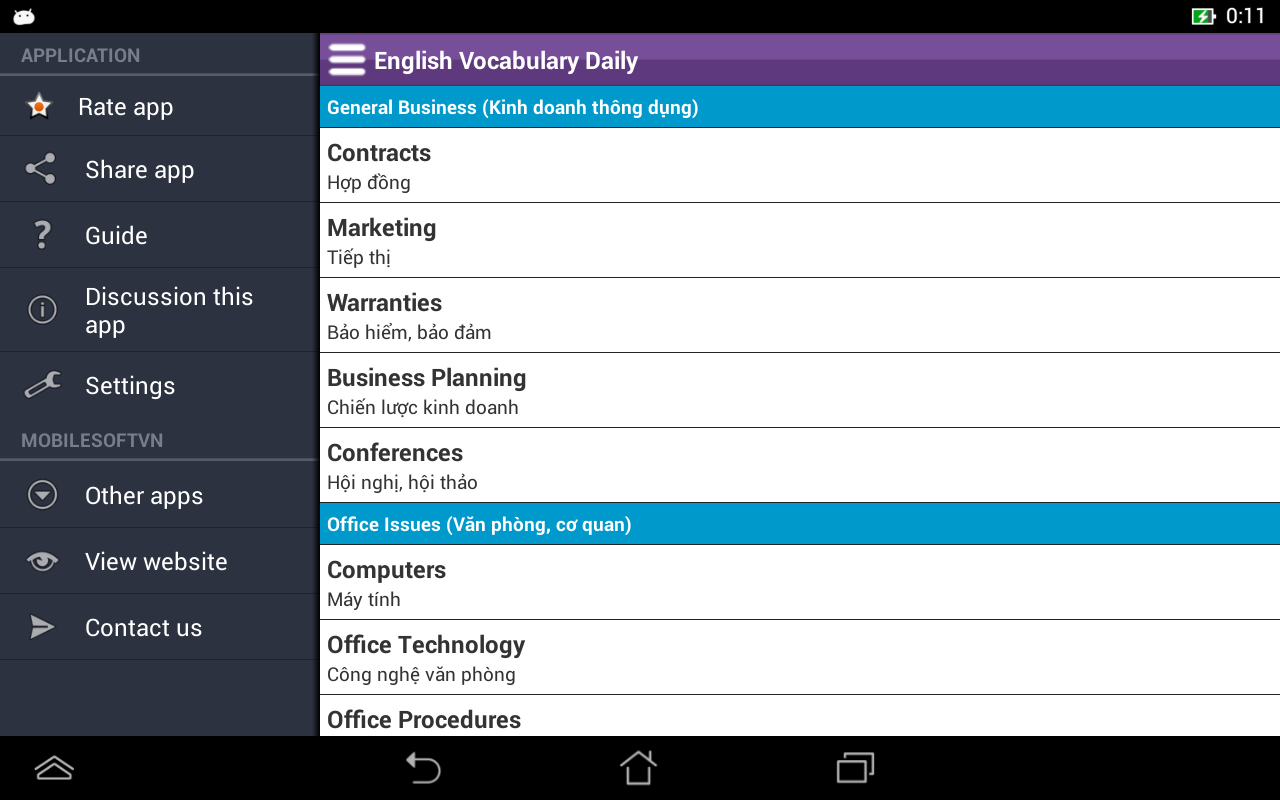 0:11
APPLICATION
Rate app
Share app
Guide
Discussion this
app
Settings
MOBILESOFTVN
Other apps
View website
Contact us
English Vocabulary Daily
General Business (Kinh doanh thông dụng)
Contracts
Hợp đồng
Marketing
Tiếp thị
Warranties
Bảo hiểm, bảo đảm
Business Planning
Chiến lược kinh doanh
Conferences
Hội nghị, hội thảo
Office Issues (Văn phòng, cơ quan)
Computers
Máy tính
Office Technology
Công nghệ văn phòng
Office Procedures